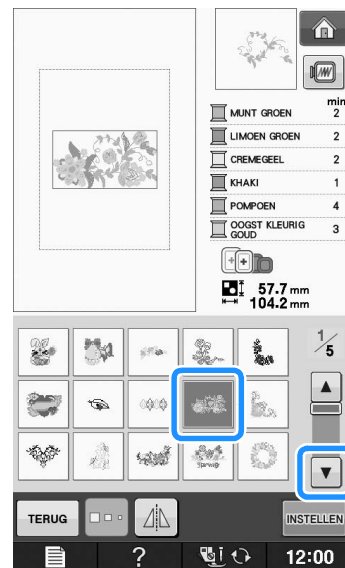 min
MUNT GROEN 2
LIMOEN GROEN 2
CREMEGEEL 2
KHAKI 1
POMPOEN 4
OOGST KLEURIG
GOUD 3
57.7 mm
104.2 mm
1/5
TERUG
INSTELLEN
?
12:00